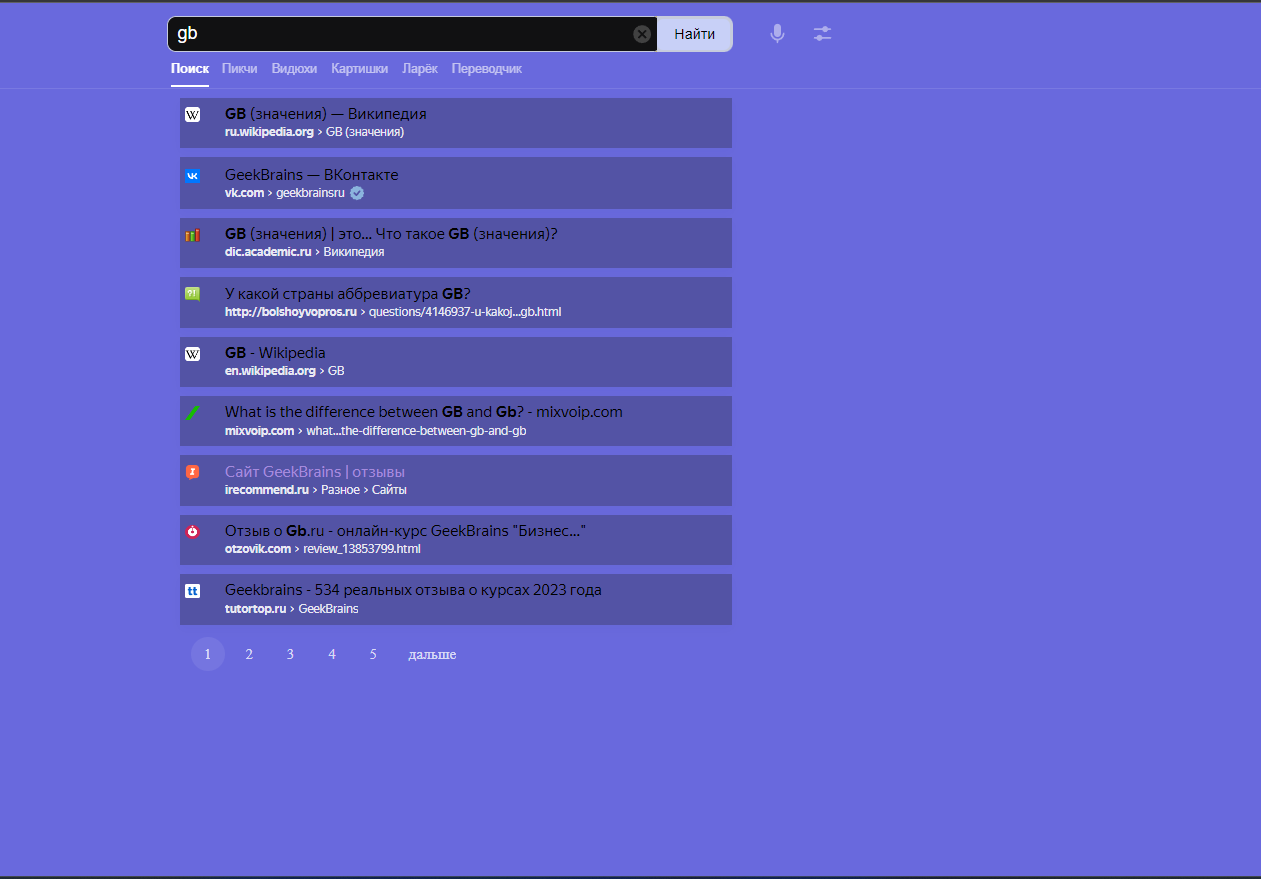 gb
Найти
Поиск Пикчи Видюхи Картишки Ларёк Переводчик
W GB (значения) — Википедия
ru.wikipedia.org › GB (значения)
GeekBrains — ВКонтакте
vk.com › geekbrainsru
GB (значения) | это... Что такое GB (значения)?
dic.academic.ru › Википедия
?! У какой страны аббревиатура GB?
http://bolshoyvopros.ru › questions/4146937-u-kakoj...gb.html
W GB - Wikipedia
en.wikipedia.org › GB
What is the difference between GB and Gb? - mixvoip.com
mixvoip.com › what...the-difference-between-gb-and-gb
I Сайт GeekBrains | отзывы
irecommend.ru › Разное › Сайты
Отзыв о Gb.ru - онлайн-курс GeekBrains "Бизнес..."
otzovik.com › review_13853799.html
tt Geekbrains - 534 реальных отзыва о курсах 2023 года
tutortop.ru › GeekBrains
1 2 3 4 5 дальше